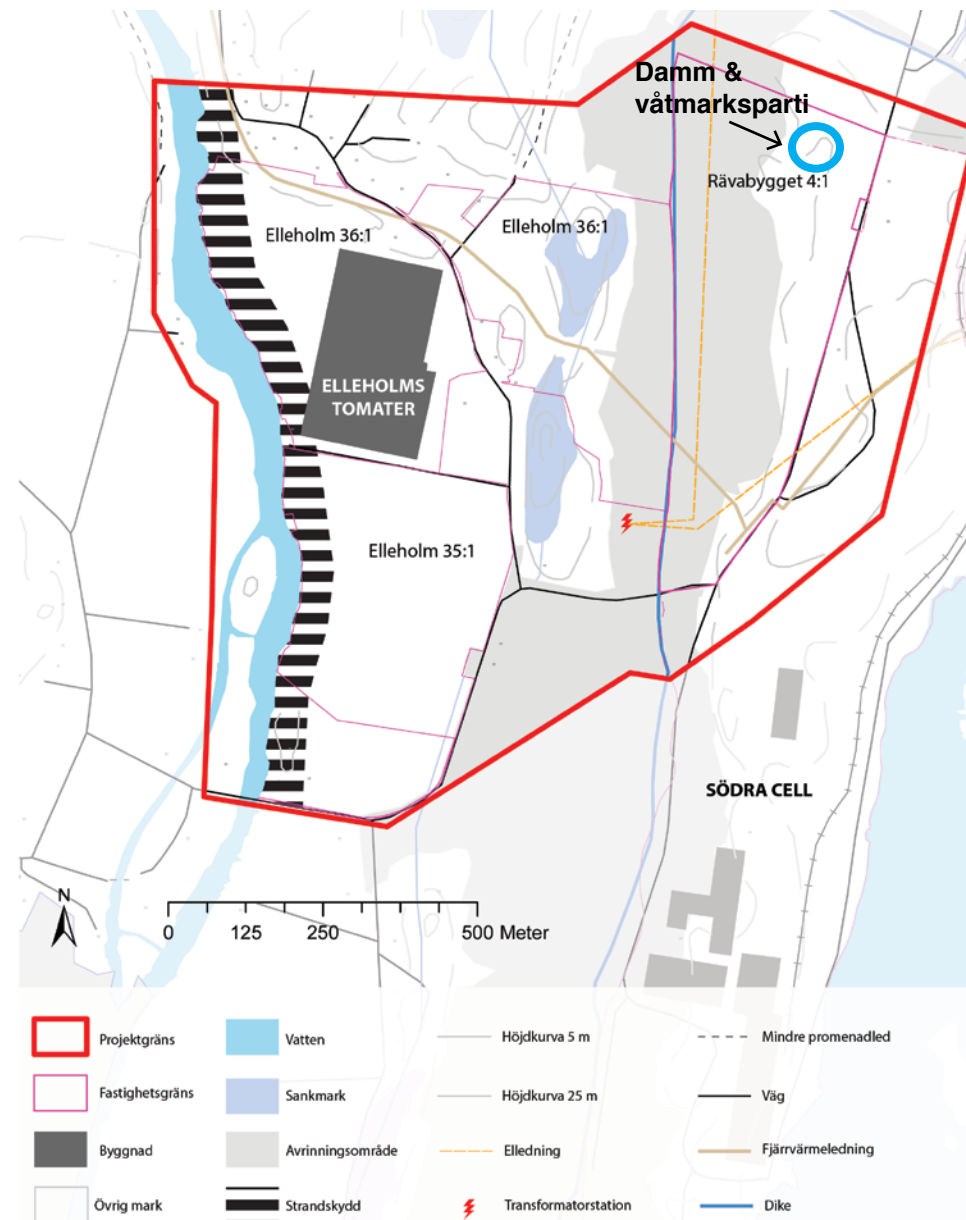 Damm &
våtmarksparti
Rävabygget 4:1
Elleholm 36:1
Elleholm 36:1
ELLEHOLMS
TOMATER
Elleholm 35:1
SÖDRA CELL
N
0 125 250 500 Meter
Projektgräns
Vatten
Höjdkurva 5 m
Mindre promenadled
Fastighetsgräns
Sankmark
Höjdkurva 25 m
Väg
Byggnad
Avrinningsområde
Elledning
Fjärrvärmeledning
Övrig mark
Strandskydd
Transformatorstation
Dike